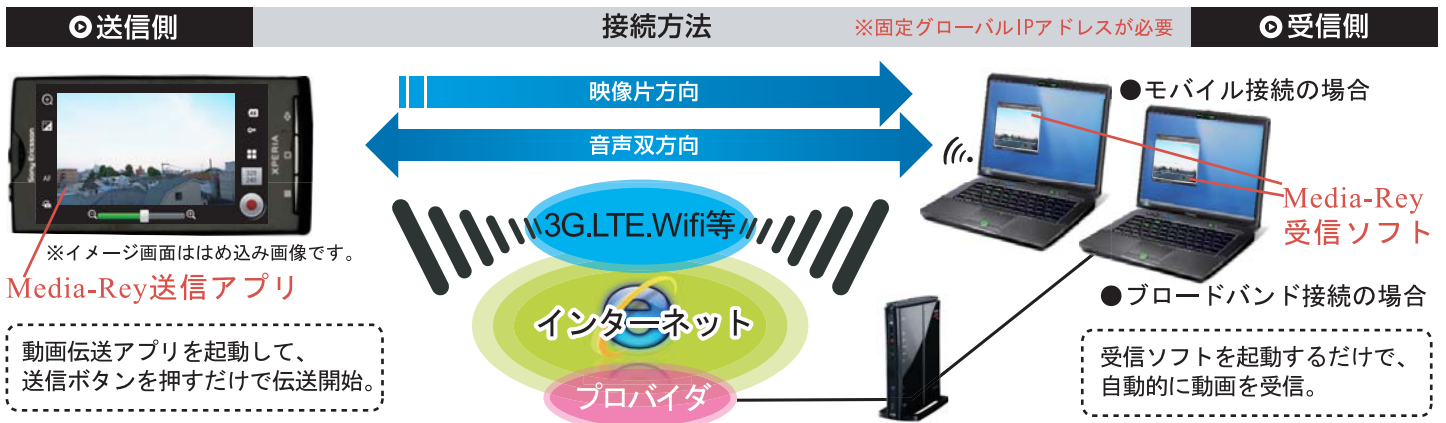 送信側
接続方法
※固定グローバルIPアドレスが必要
受信側
映像片方向
音声双方向
Sony Ericsson
XPERIA
AF
320
240
※イメージ画面ははめ込み画像です。
Media-Rey送信アプリ
動画伝送アプリを起動して、
送信ボタンを押すだけで伝送開始。
3G.LTE.Wifi等
インターネット
プロバイダ
●モバイル接続の場合
Media-Rey
受信ソフト
●ブロードバンド接続の場合
受信ソフトを起動するだけで、
自動的に動画を受信。